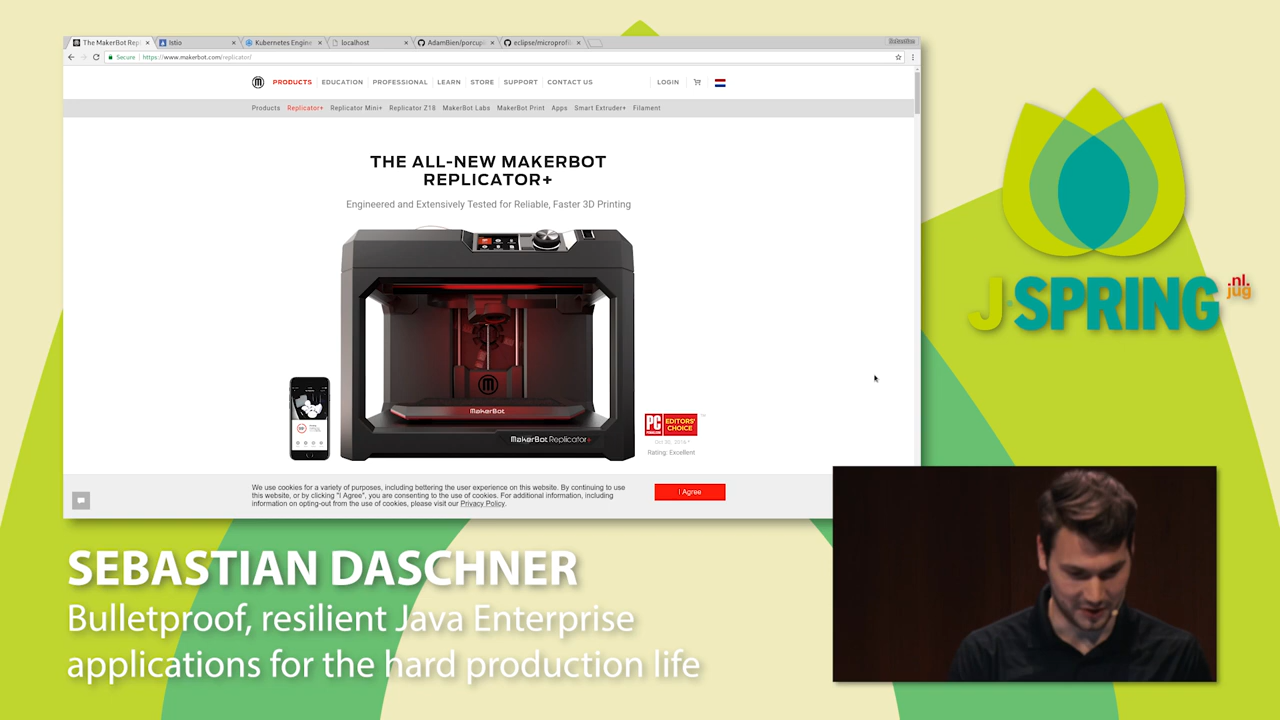 The MakerBot Repl
Istio
Kubernetes Engine
localhost
AdamBien/porcupi
eclipse/microprofil
Sebastian
Secure
https://www.makerbot.com/replicator/
PRODUCTS
EDUCATION
PROFESSIONAL
LEARN
STORE
SUPPORT
CONTACT US
LOGIN
Products
Replicator+
Replicator Mini+
Replicator Z18
MakerBot Labs
MakerBot Print
Apps
Smart Extruder+
Filament
THE ALL-NEW MAKERBOT
REPLICATOR+
Engineered and Extensively Tested for Reliable, Faster 3D Printing
MakerBot
MakerBot Replicator+
PC
EDITORS'
CHOICE
Rating: Excellent
We use cookies for a variety of purposes, including bettering the user experience on this website. By continuing to use
this website, or by clicking "I Agree", you are consenting to the use of cookies. For additional information, including
information on opting-out from the use of cookies, please visit our Privacy Policy.
I Agree
J·SPRING
.nl.
jug
SEBASTIAN DASCHNER
Bulletproof, resilient Java Enterprise
applications for the hard production life